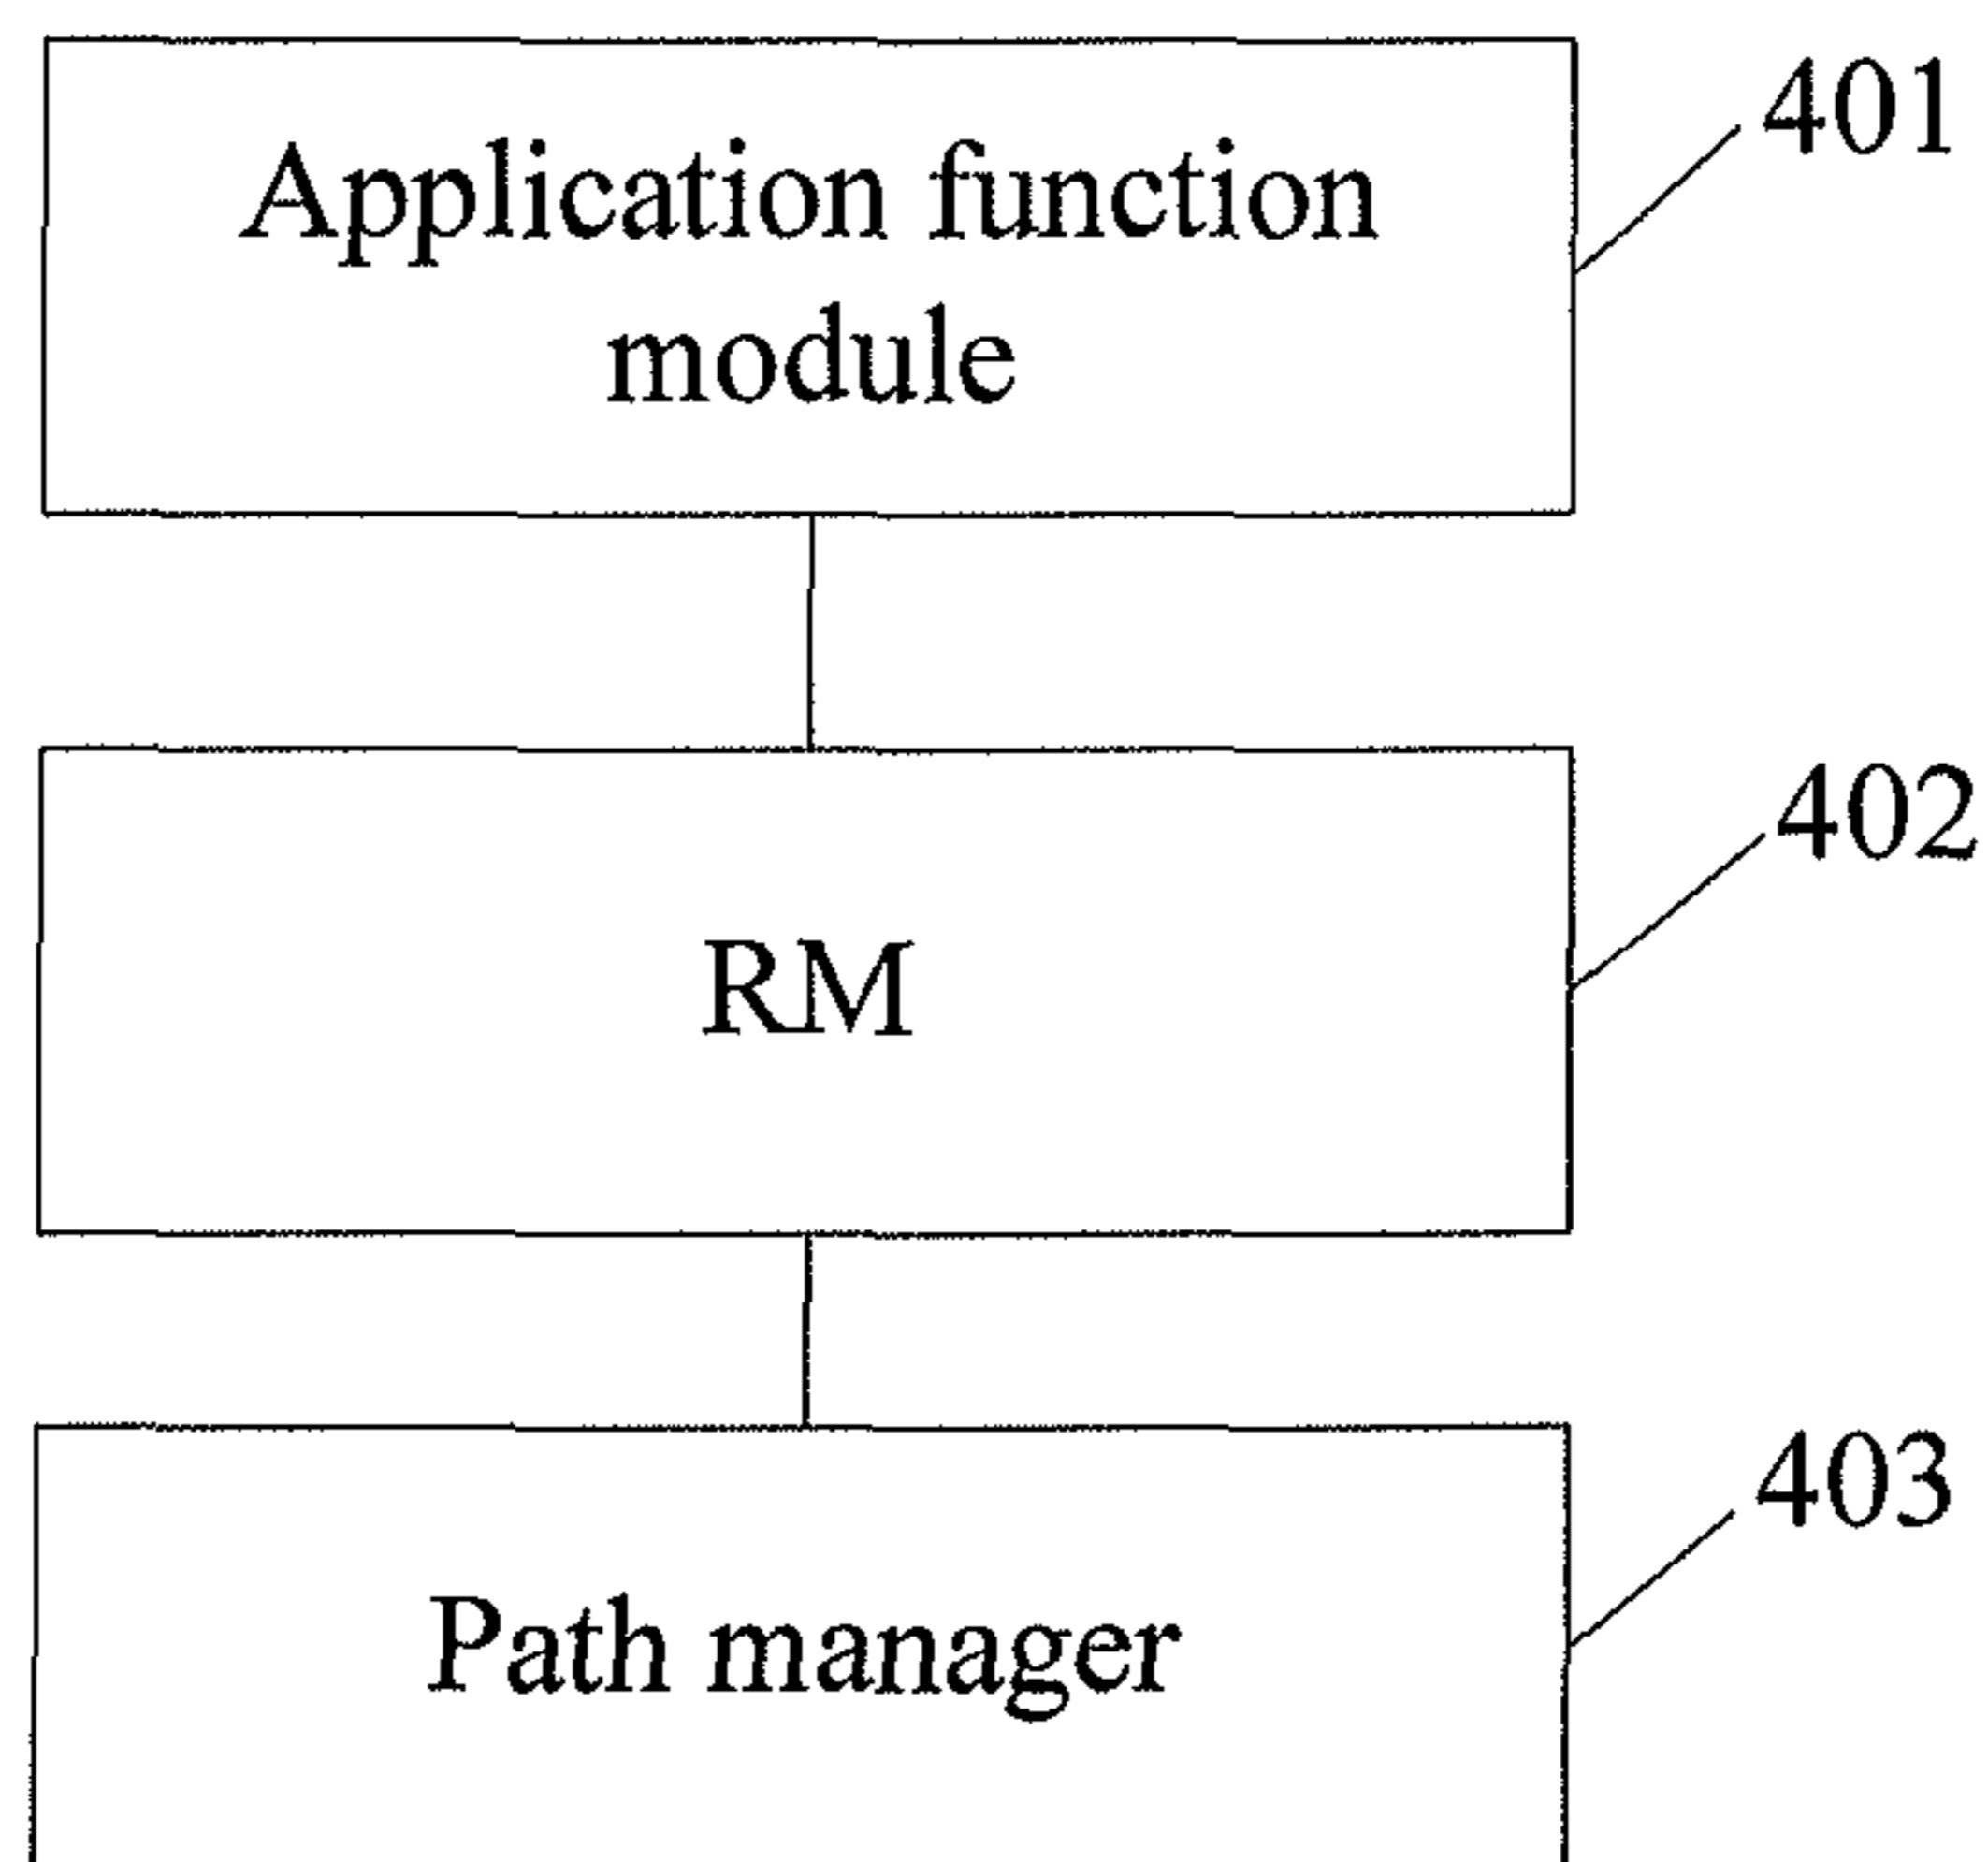 Application function
module
401
RM
402
Path manager
403